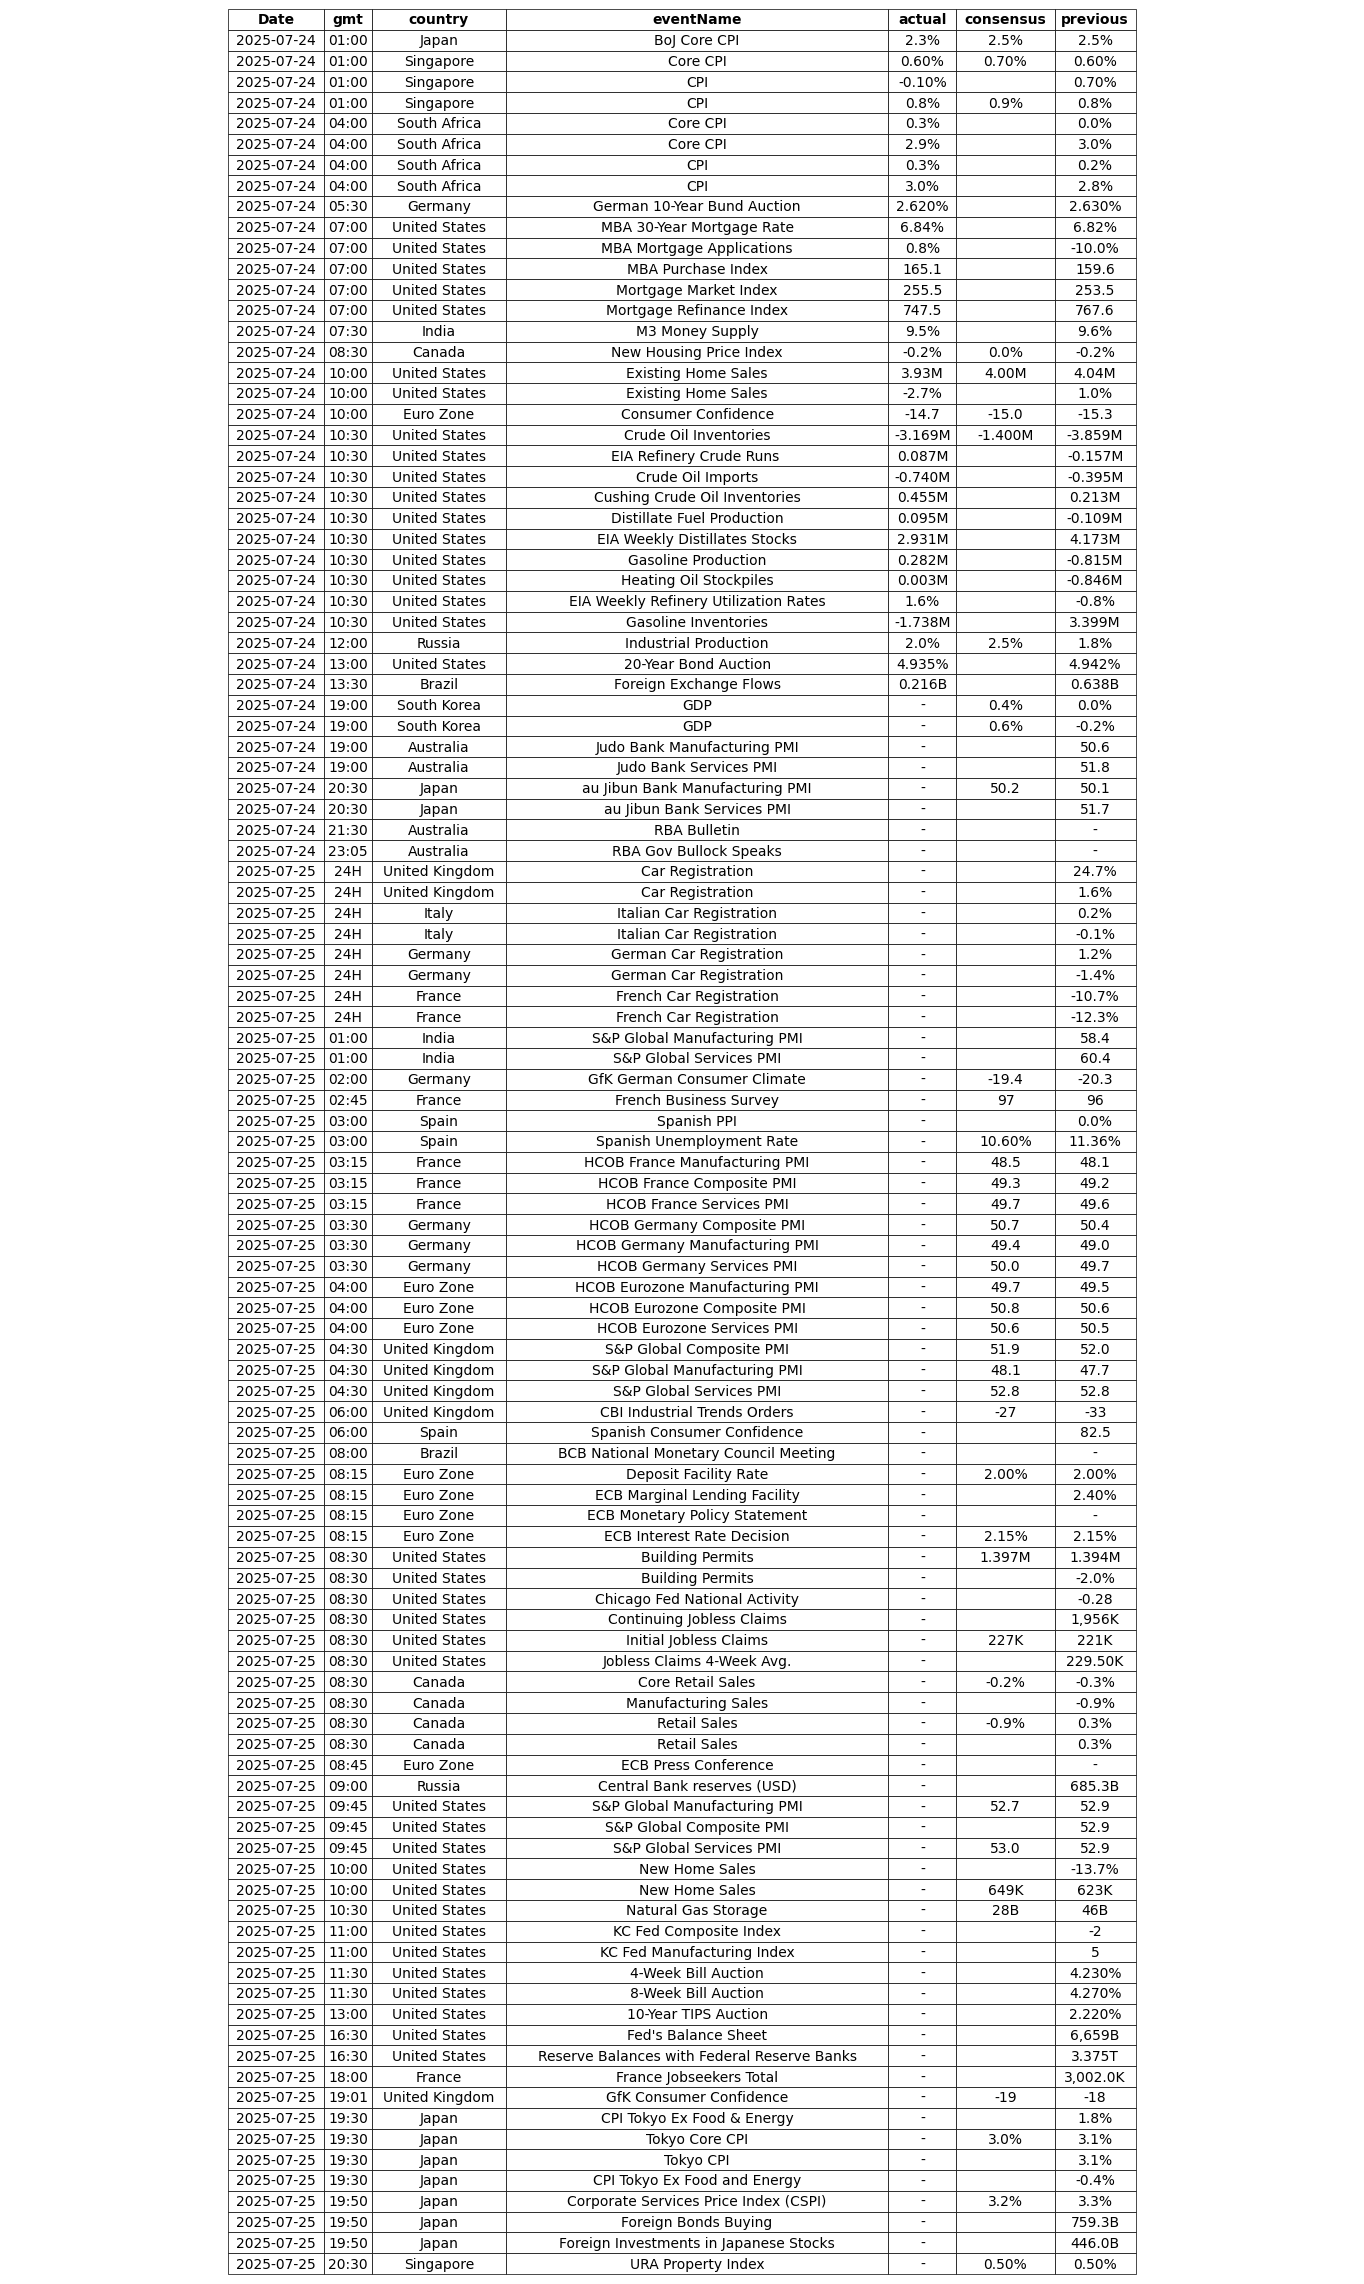 Date gmt country eventName actual consensus previous
2025-07-24 01:00 Japan BoJ Core CPI 2.3% 2.5% 2.5%
2025-07-24 01:00 Singapore Core CPI 0.60% 0.70% 0.60%
2025-07-24 01:00 Singapore CPI -0.10% 0.70%
2025-07-24 01:00 Singapore CPI 0.8% 0.9% 0.8%
2025-07-24 04:00 South Africa Core CPI 0.3% 0.0%
2025-07-24 04:00 South Africa Core CPI 2.9% 3.0%
2025-07-24 04:00 South Africa CPI 0.3% 0.2%
2025-07-24 04:00 South Africa CPI 3.0% 2.8%
2025-07-24 05:30 Germany German 10-Year Bund Auction 2.620% 2.630%
2025-07-24 07:00 United States MBA 30-Year Mortgage Rate 6.84% 6.82%
2025-07-24 07:00 United States MBA Mortgage Applications 0.8% -10.0%
2025-07-24 07:00 United States MBA Purchase Index 165.1 159.6
2025-07-24 07:00 United States Mortgage Market Index 255.5 253.5
2025-07-24 07:00 United States Mortgage Refinance Index 747.5 767.6
2025-07-24 07:30 India M3 Money Supply 9.5% 9.6%
2025-07-24 08:30 Canada New Housing Price Index -0.2% 0.0% -0.2%
2025-07-24 10:00 United States Existing Home Sales 3.93M 4.00M 4.04M
2025-07-24 10:00 United States Existing Home Sales -2.7% 1.0%
2025-07-24 10:00 Euro Zone Consumer Confidence -14.7 -15.0 -15.3
2025-07-24 10:30 United States Crude Oil Inventories -3.169M -1.400M -3.859M
2025-07-24 10:30 United States EIA Refinery Crude Runs 0.087M -0.157M
2025-07-24 10:30 United States Crude Oil Imports -0.740M -0.395M
2025-07-24 10:30 United States Cushing Crude Oil Inventories 0.455M 0.213M
2025-07-24 10:30 United States Distillate Fuel Production 0.095M -0.109M
2025-07-24 10:30 United States EIA Weekly Distillates Stocks 2.931M 4.173M
2025-07-24 10:30 United States Gasoline Production 0.282M -0.815M
2025-07-24 10:30 United States Heating Oil Stockpiles 0.003M -0.846M
2025-07-24 10:30 United States EIA Weekly Refinery Utilization Rates 1.6% -0.8%
2025-07-24 10:30 United States Gasoline Inventories -1.738M 3.399M
2025-07-24 12:00 Russia Industrial Production 2.0% 2.5% 1.8%
2025-07-24 13:00 United States 20-Year Bond Auction 4.935% 4.942%
2025-07-24 13:30 Brazil Foreign Exchange Flows 0.216B 0.638B
2025-07-24 19:00 South Korea GDP - 0.4% 0.0%
2025-07-24 19:00 South Korea GDP - 0.6% -0.2%
2025-07-24 19:00 Australia Judo Bank Manufacturing PMI - 50.6
2025-07-24 19:00 Australia Judo Bank Services PMI - 51.8
2025-07-24 20:30 Japan au Jibun Bank Manufacturing PMI - 50.2 50.1
2025-07-24 20:30 Japan au Jibun Bank Services PMI - 51.7
2025-07-24 21:30 Australia RBA Bulletin - -
2025-07-24 23:05 Australia RBA Gov Bullock Speaks - -
2025-07-25 24H United Kingdom Car Registration - 24.7%
2025-07-25 24H United Kingdom Car Registration - 1.6%
2025-07-25 24H Italy Italian Car Registration - 0.2%
2025-07-25 24H Italy Italian Car Registration - -0.1%
2025-07-25 24H Germany German Car Registration - 1.2%
2025-07-25 24H Germany German Car Registration - -1.4%
2025-07-25 24H France French Car Registration - -10.7%
2025-07-25 24H France French Car Registration - -12.3%
2025-07-25 01:00 India S&P Global Manufacturing PMI - 58.4
2025-07-25 01:00 India S&P Global Services PMI - 60.4
2025-07-25 02:00 Germany GfK German Consumer Climate - -19.4 -20.3
2025-07-25 02:45 France French Business Survey - 97 96
2025-07-25 03:00 Spain Spanish PPI - 0.0%
2025-07-25 03:00 Spain Spanish Unemployment Rate - 10.60% 11.36%
2025-07-25 03:15 France HCOB France Manufacturing PMI - 48.5 48.1
2025-07-25 03:15 France HCOB France Composite PMI - 49.3 49.2
2025-07-25 03:15 France HCOB France Services PMI - 49.7 49.6
2025-07-25 03:30 Germany HCOB Germany Composite PMI - 50.7 50.4
2025-07-25 03:30 Germany HCOB Germany Manufacturing PMI - 49.4 49.0
2025-07-25 03:30 Germany HCOB Germany Services PMI - 50.0 49.7
2025-07-25 04:00 Euro Zone HCOB Eurozone Manufacturing PMI - 49.7 49.5
2025-07-25 04:00 Euro Zone HCOB Eurozone Composite PMI - 50.8 50.6
2025-07-25 04:00 Euro Zone HCOB Eurozone Services PMI - 50.6 50.5
2025-07-25 04:30 United Kingdom S&P Global Composite PMI - 51.9 52.0
2025-07-25 04:30 United Kingdom S&P Global Manufacturing PMI - 48.1 47.7
2025-07-25 04:30 United Kingdom S&P Global Services PMI - 52.8 52.8
2025-07-25 06:00 United Kingdom CBI Industrial Trends Orders - -27 -33
2025-07-25 06:00 Spain Spanish Consumer Confidence - 82.5
2025-07-25 08:00 Brazil BCB National Monetary Council Meeting - -
2025-07-25 08:15 Euro Zone Deposit Facility Rate - 2.00% 2.00%
2025-07-25 08:15 Euro Zone ECB Marginal Lending Facility - 2.40%
2025-07-25 08:15 Euro Zone ECB Monetary Policy Statement - -
2025-07-25 08:15 Euro Zone ECB Interest Rate Decision - 2.15% 2.15%
2025-07-25 08:30 United States Building Permits - 1.397M 1.394M
2025-07-25 08:30 United States Building Permits - -2.0%
2025-07-25 08:30 United States Chicago Fed National Activity - -0.28
2025-07-25 08:30 United States Continuing Jobless Claims - 1,956K
2025-07-25 08:30 United States Initial Jobless Claims - 227K 221K
2025-07-25 08:30 United States Jobless Claims 4-Week Avg. - 229.50K
2025-07-25 08:30 Canada Core Retail Sales - -0.2% -0.3%
2025-07-25 08:30 Canada Manufacturing Sales - -0.9%
2025-07-25 08:30 Canada Retail Sales - -0.9% 0.3%
2025-07-25 08:30 Canada Retail Sales - 0.3%
2025-07-25 08:45 Euro Zone ECB Press Conference - -
2025-07-25 09:00 Russia Central Bank reserves (USD) - 685.3B
2025-07-25 09:45 United States S&P Global Manufacturing PMI - 52.7 52.9
2025-07-25 09:45 United States S&P Global Composite PMI - 52.9
2025-07-25 09:45 United States S&P Global Services PMI - 53.0 52.9
2025-07-25 10:00 United States New Home Sales - -13.7%
2025-07-25 10:00 United States New Home Sales - 649K 623K
2025-07-25 10:30 United States Natural Gas Storage - 28B 46B
2025-07-25 11:00 United States KC Fed Composite Index - -2
2025-07-25 11:00 United States KC Fed Manufacturing Index - 5
2025-07-25 11:30 United States 4-Week Bill Auction - 4.230%
2025-07-25 11:30 United States 8-Week Bill Auction - 4.270%
2025-07-25 13:00 United States 10-Year TIPS Auction - 2.220%
2025-07-25 16:30 United States Fed's Balance Sheet - 6,659B
2025-07-25 16:30 United States Reserve Balances with Federal Reserve Banks - 3.375T
2025-07-25 18:00 France France Jobseekers Total - 3,002.0K
2025-07-25 19:01 United Kingdom GfK Consumer Confidence - -19 -18
2025-07-25 19:30 Japan CPI Tokyo Ex Food & Energy - 1.8%
2025-07-25 19:30 Japan Tokyo Core CPI - 3.0% 3.1%
2025-07-25 19:30 Japan Tokyo CPI - 3.1%
2025-07-25 19:30 Japan CPI Tokyo Ex Food and Energy - -0.4%
2025-07-25 19:50 Japan Corporate Services Price Index (CSPI) - 3.2% 3.3%
2025-07-25 19:50 Japan Foreign Bonds Buying - 759.3B
2025-07-25 19:50 Japan Foreign Investments in Japanese Stocks - 446.0B
2025-07-25 20:30 Singapore URA Property Index - 0.50% 0.50%